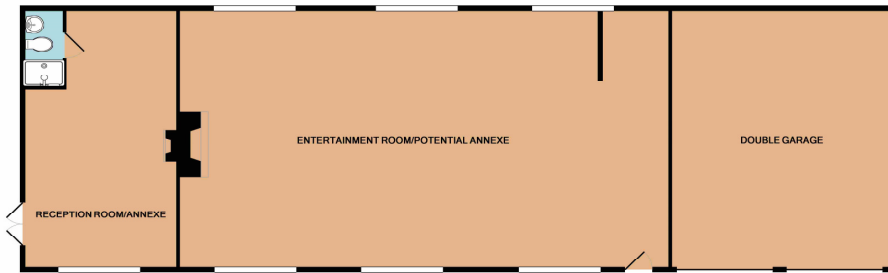 ENTERTAINMENT ROOM/POTENTIAL ANNEXE
DOUBLE GARAGE
RECEPTION ROOM/ANNEXE